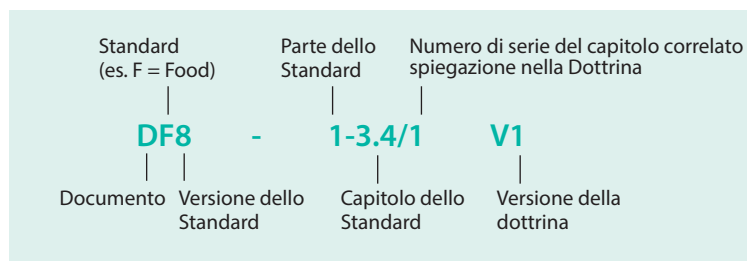 Standard
(es. F = Food)
Parte dello
Standard
Numero di serie del capitolo correlato
spiegazione nella Dottrina
DF8 - 1-3.4/1 V1
Documento
Versione dello
Standard
Capitolo dello
Standard
Versione della
dottrina